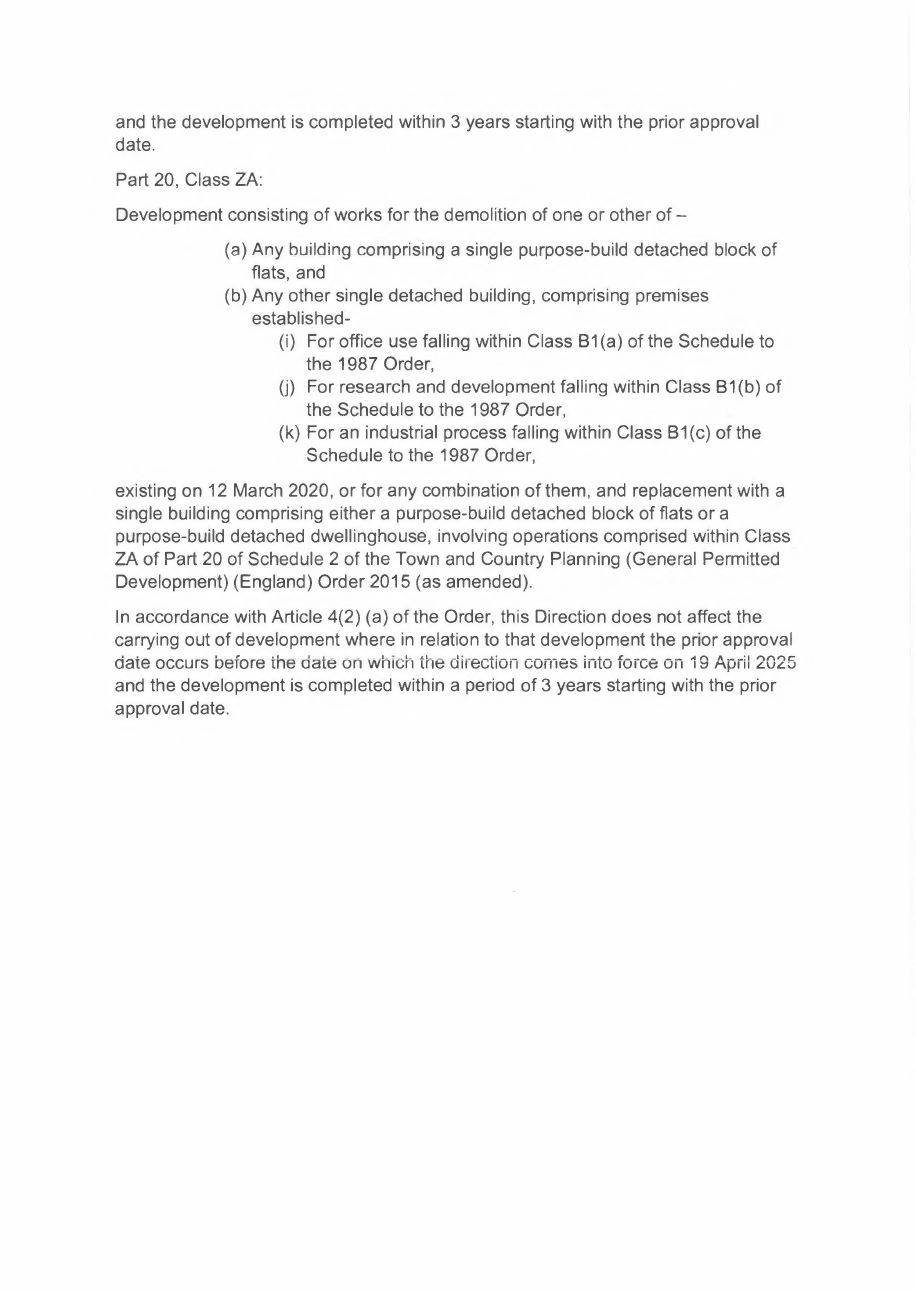 and the development is completed within 3 years starting with the prior approval
date.
Part 20, Class ZA:
Development consisting of works for the demolition of one or other of –
(a) Any building comprising a single purpose-build detached block of
flats, and
(b) Any other single detached building, comprising premises
established-
(i) For office use falling within Class B1(a) of the Schedule to
the 1987 Order,
(j) For research and development falling within Class B1(b) of
the Schedule to the 1987 Order,
(k) For an industrial process falling within Class B1(c) of the
Schedule to the 1987 Order,
existing on 12 March 2020, or for any combination of them, and replacement with a
single building comprising either a purpose-build detached block of flats or a
purpose-build detached dwellinghouse, involving operations comprised within Class
ZA of Part 20 of Schedule 2 of the Town and Country Planning (General Permitted
Development) (England) Order 2015 (as amended).
In accordance with Article 4(2) (a) of the Order, this Direction does not affect the
carrying out of development where in relation to that development the prior approval
date occurs before the date on which the direction comes into force on 19 April 2025
and the development is completed within a period of 3 years starting with the prior
approval date.